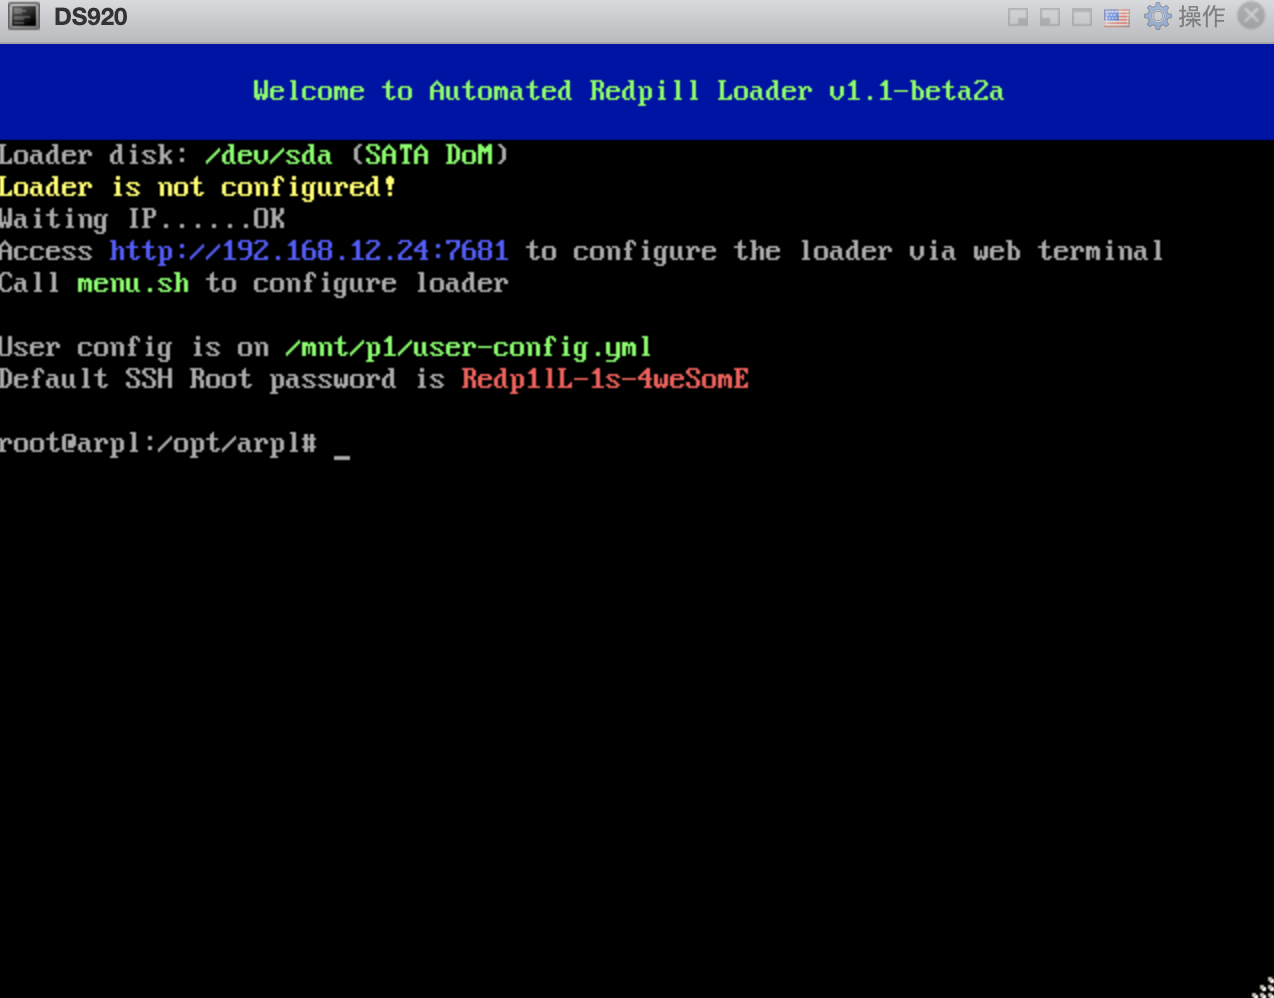 DS920
操作
Welcome to Automated Redpill Loader v1.1-beta2a
Loader disk: /dev/sda (SATA DoM)
Loader is not configured!
Waiting IP......OK
Access http://192.168.12.24:7681 to configure the loader via web terminal
Call menu.sh to configure loader
User config is on /mnt/p1/user-config.yml
Default SSH Root password is Redp1lL-1s-4weSomE
root@arpl:/opt/arpl# _